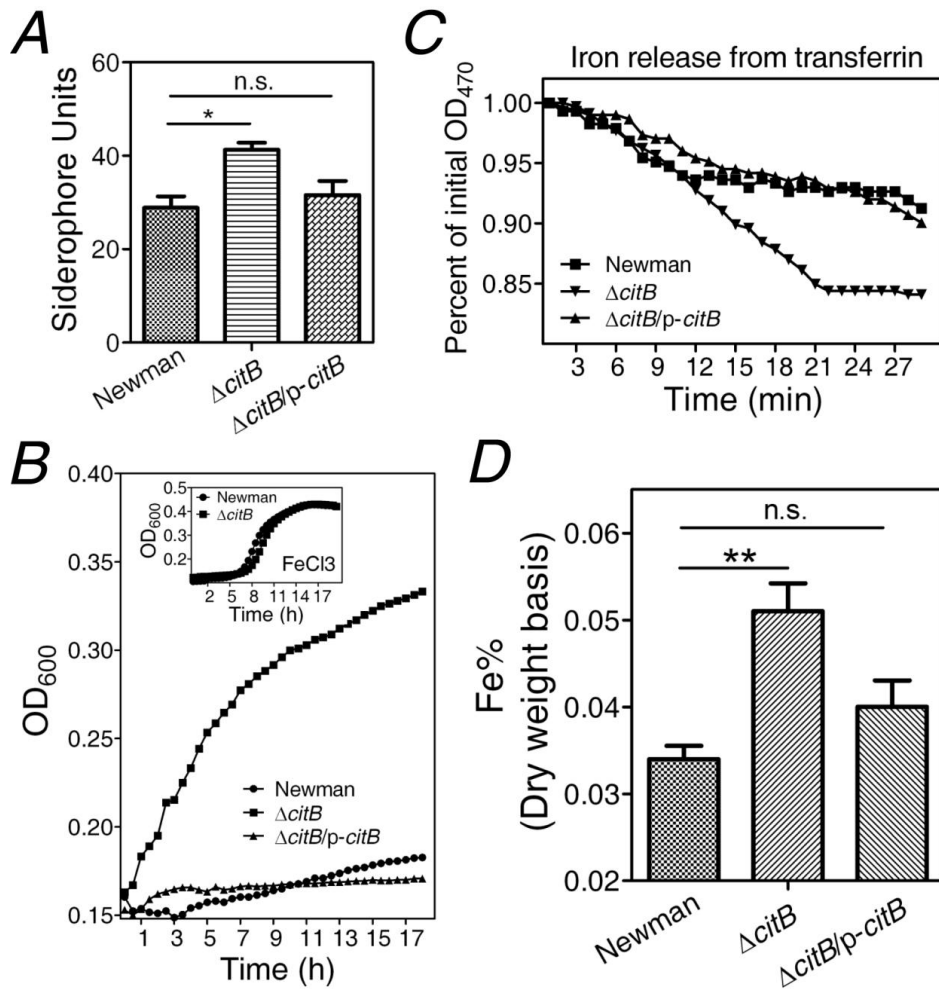 A
Siderophore Units
60
40
20
0
n.s.
*
Newman
ΔcitB
ΔcitB/p-citB
C
Iron release from transferrin
Percent of initial OD470
1.00
0.95
0.90
0.85
Newman
ΔcitB
ΔcitB/p-citB
3 6 9 12 15 18 21 24 27
Time (min)
B
OD600
0.40
0.35
0.30
0.25
0.20
0.15
OD600
0.5
0.4
0.3
0.2
Newman
ΔcitB
FeCl3
2 5 8 11 14 17
Time (h)
Newman
ΔcitB
ΔcitB/p-citB
1 3 5 7 9 11 13 15 17
Time (h)
D
Fe%
(Dry weight basis)
0.06
0.05
0.04
0.03
0.02
n.s.
**
Newman
ΔcitB
ΔcitB/p-citB